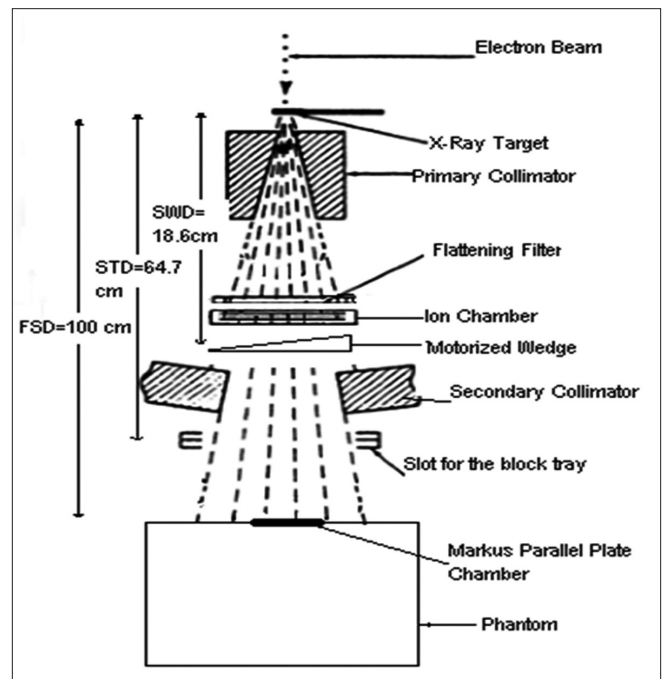 Electron Beam
X-Ray Target
Primary Collimator
SWD=
18.6cm
STD=64.7
cm
FSD=100 cm
Flattening Filter
Ion Chamber
Motorized Wedge
Secondary Collimator
Slot for the block tray
Markus Parallel Plate
Chamber
Phantom